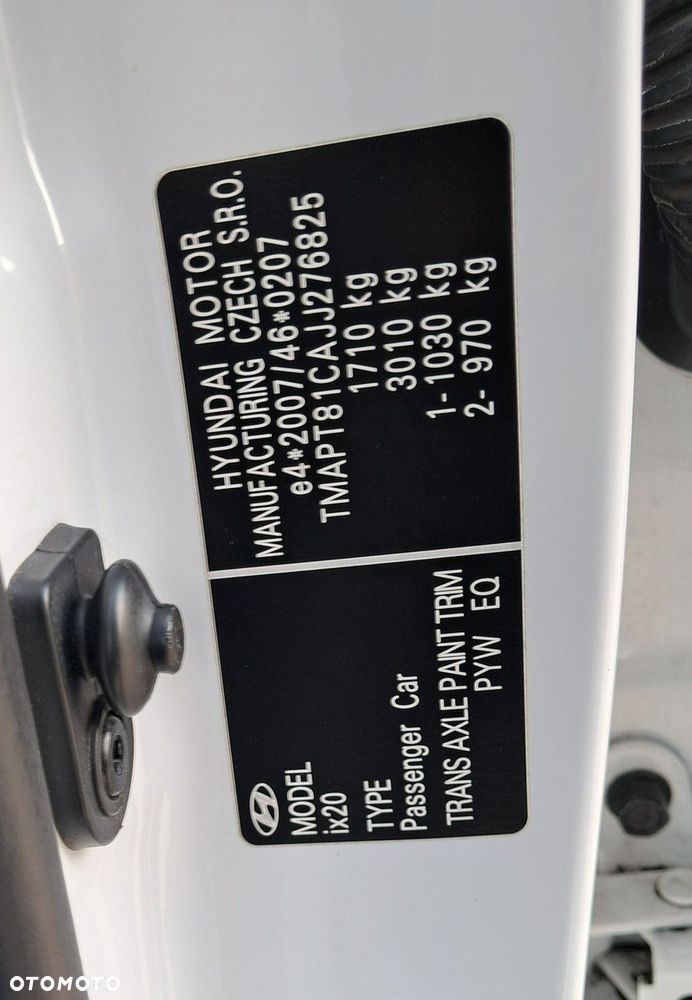 HYUNDAI MOTOR
MANUFACTURING CZECH S.R.O.
e4*2007/46*0207
TMAPT81CAJJ276825
1710 kg
3010 kg
1- 1030 kg
2- 970 kg
MODEL
ix20
TYPE
Passenger Car
TRANS AXLE PAINT TRIM
PYW EQ
OTOMOTO